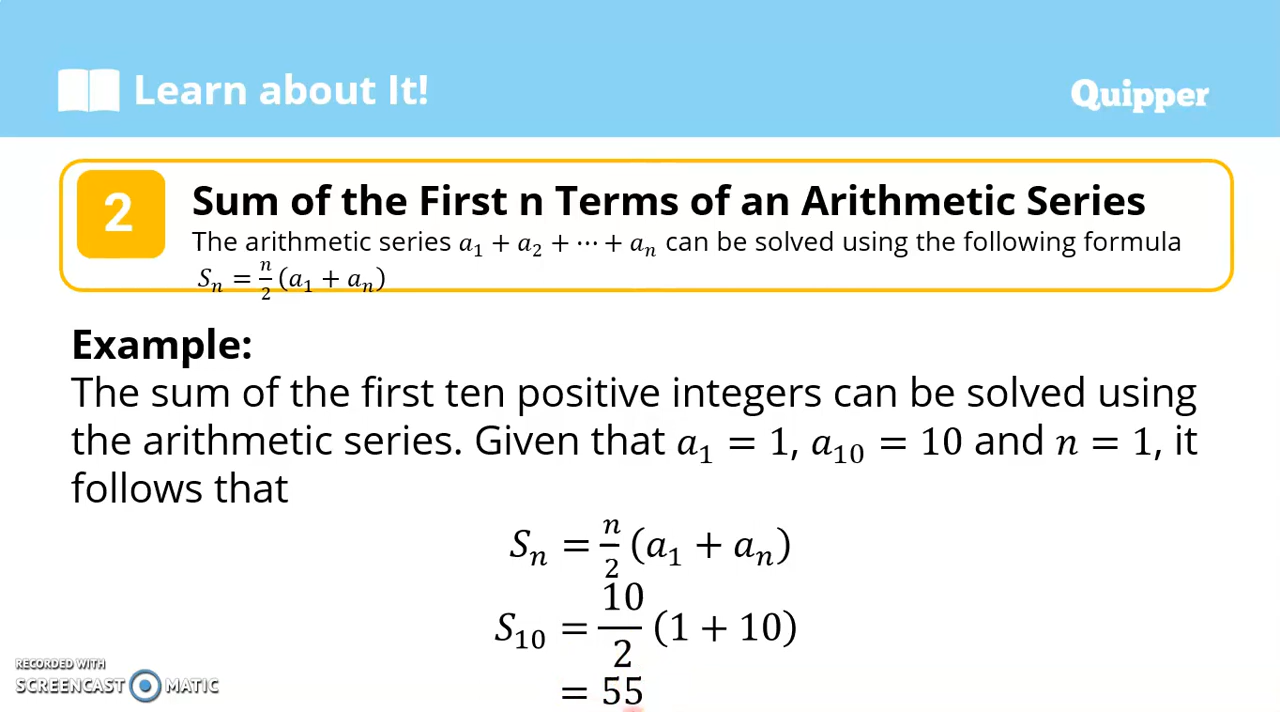 Learn about It!
Quipper
2
Sum of the First n Terms of an Arithmetic Series
The arithmetic series a₁ + a₂ + ⋯ + aₙ can be solved using the following formula
Sₙ = n/2 (a₁ + aₙ)
Example:
The sum of the first ten positive integers can be solved using
the arithmetic series. Given that a₁ = 1, a₁₀ = 10 and n = 1, it
follows that
Sₙ = n/2 (a₁ + aₙ)
S₁₀ = 10/2 (1 + 10)
= 55
RECORDED WITH
SCREENCAST MATIC